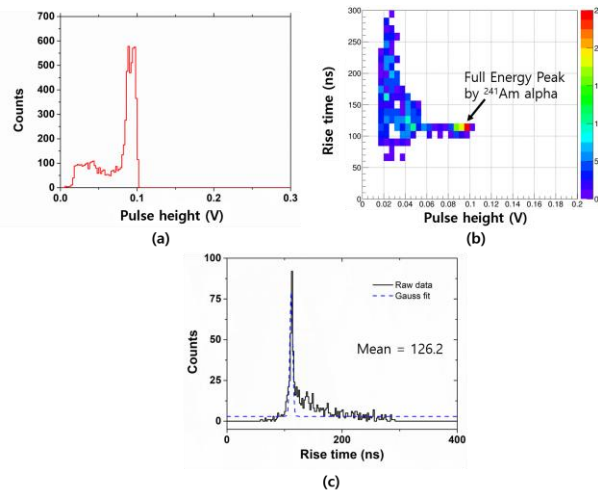 (a)
700
600
500
400
300
200
100
0
Counts
0.0
0.1
0.2
0.3
Pulse height (V)
(a)
(b)
300
250
200
150
100
50
0
Rise time (ns)
Full Energy Peak
by ²⁴¹Am alpha
0 0.02 0.04 0.06 0.08 0.1 0.12 0.14 0.16 0.18 0.2
Pulse height (V)
(b)
100
75
50
25
0
Counts
Raw data
Gauss fit
Mean = 126.2
0
200
400
Rise time (ns)
(c)